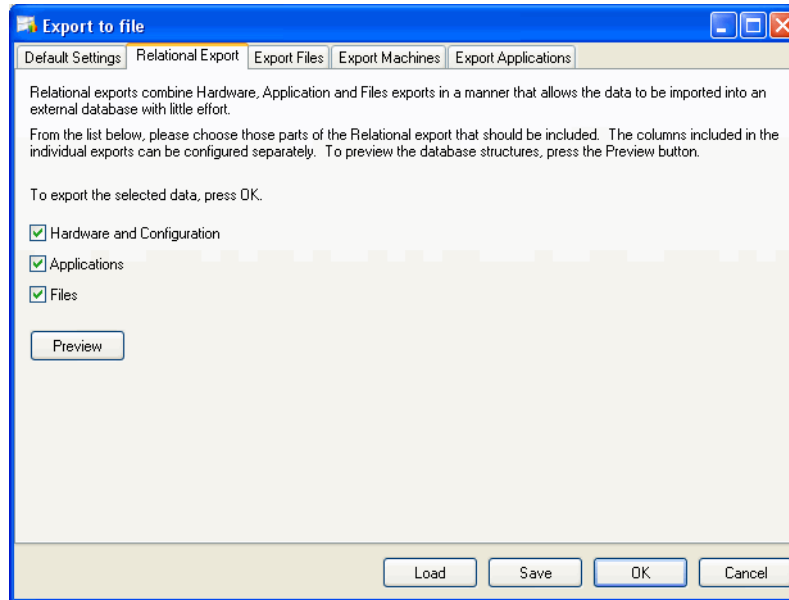 Export to file
Default Settings Relational Export Export Files Export Machines Export Applications
Relational exports combine Hardware, Application and Files exports in a manner that allows the data to be imported into an
external database with little effort.
From the list below, please choose those parts of the Relational export that should be included. The columns included in the
individual exports can be configured separately. To preview the database structures, press the Preview button.
To export the selected data, press OK.
Hardware and Configuration
Applications
Files
Preview
Load Save OK Cancel